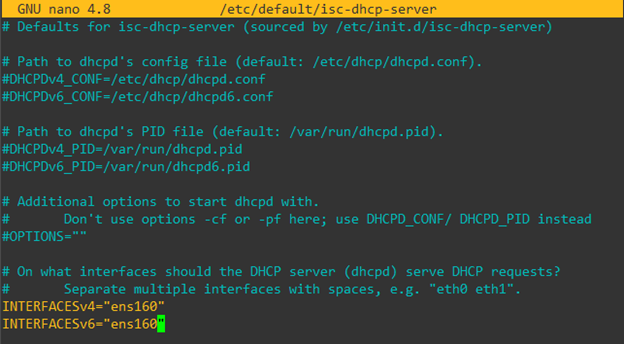 GNU nano 4.8 /etc/default/isc-dhcp-server
# Defaults for isc-dhcp-server (sourced by /etc/init.d/isc-dhcp-server)
# Path to dhcpd's config file (default: /etc/dhcp/dhcpd.conf).
#DHCPDv4_CONF=/etc/dhcp/dhcpd.conf
#DHCPDv6_CONF=/etc/dhcp/dhcpd6.conf
# Path to dhcpd's PID file (default: /var/run/dhcpd.pid).
#DHCPDv4_PID=/var/run/dhcpd.pid
#DHCPDv6_PID=/var/run/dhcpd6.pid
# Additional options to start dhcpd with.
#       Don't use options -cf or -pf here; use DHCPD_CONF/ DHCPD_PID instead
#OPTIONS=""
# On what interfaces should the DHCP server (dhcpd) serve DHCP requests?
#       Separate multiple interfaces with spaces, e.g. "eth0 eth1".
INTERFACESv4="ens160"
INTERFACESv6="ens160"